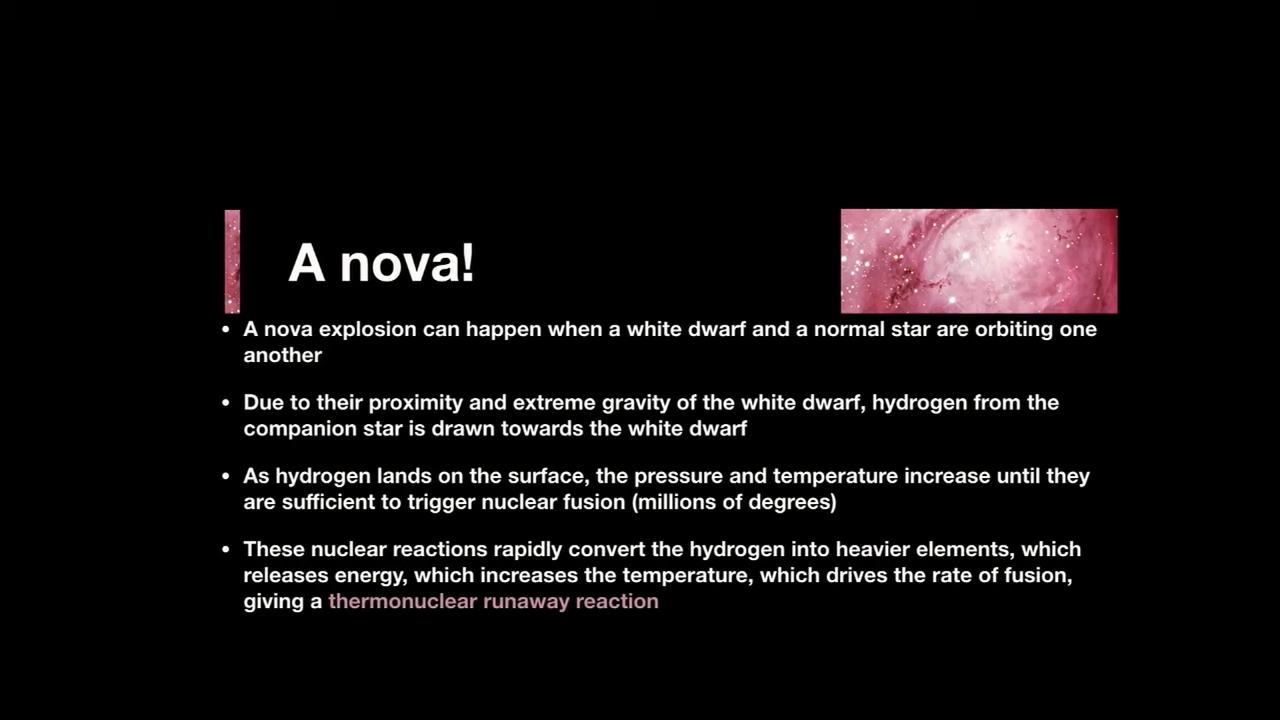 A nova!
• A nova explosion can happen when a white dwarf and a normal star are orbiting one
another
• Due to their proximity and extreme gravity of the white dwarf, hydrogen from the
companion star is drawn towards the white dwarf
• As hydrogen lands on the surface, the pressure and temperature increase until they
are sufficient to trigger nuclear fusion (millions of degrees)
• These nuclear reactions rapidly convert the hydrogen into heavier elements, which
releases energy, which increases the temperature, which drives the rate of fusion,
giving a thermonuclear runaway reaction